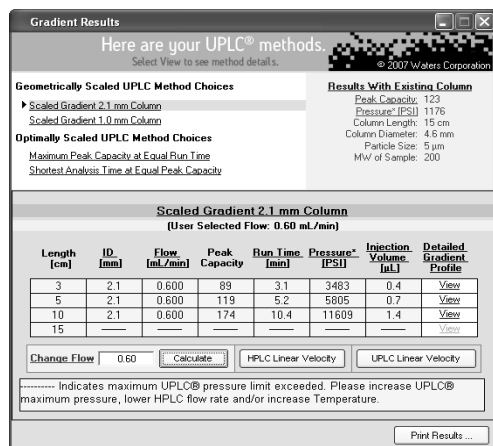 Gradient Results
Here are your UPLC® methods.
Select View to see method details.
© 2007 Waters Corporation
Geometrically Scaled UPLC Method Choices
Scaled Gradient 2.1 mm Column
Scaled Gradient 1.0 mm Column
Optimally Scaled UPLC Method Choices
Maximum Peak Capacity at Equal Run Time
Shortest Analysis Time at Equal Peak Capacity
Results With Existing Column
Peak Capacity: 123
Pressure* [PSI] 1176
Column Length: 15 cm
Column Diameter: 4.6 mm
Particle Size: 5 µm
MW of Sample: 200
Scaled Gradient 2.1 mm Column
(User Selected Flow: 0.60 mL/min)
Length [cm] ID [mm] Flow [mL/min] Peak Capacity Run Time [min] Pressure* [PSI] Injection Volume [µL] Detailed Gradient Profile
3 2.1 0.600 89 3.1 3483 0.4 View
5 2.1 0.600 119 5.2 5805 0.7 View
10 2.1 0.600 174 10.4 11609 1.4 View
15 —— —— —— —— —— —— View
Change Flow 0.60 Calculate HPLC Linear Velocity UPLC Linear Velocity
---------- Indicates maximum UPLC® pressure limit exceeded. Please increase UPLC®
maximum pressure, lower HPLC flow rate and/or increase Temperature.
Print Results ...